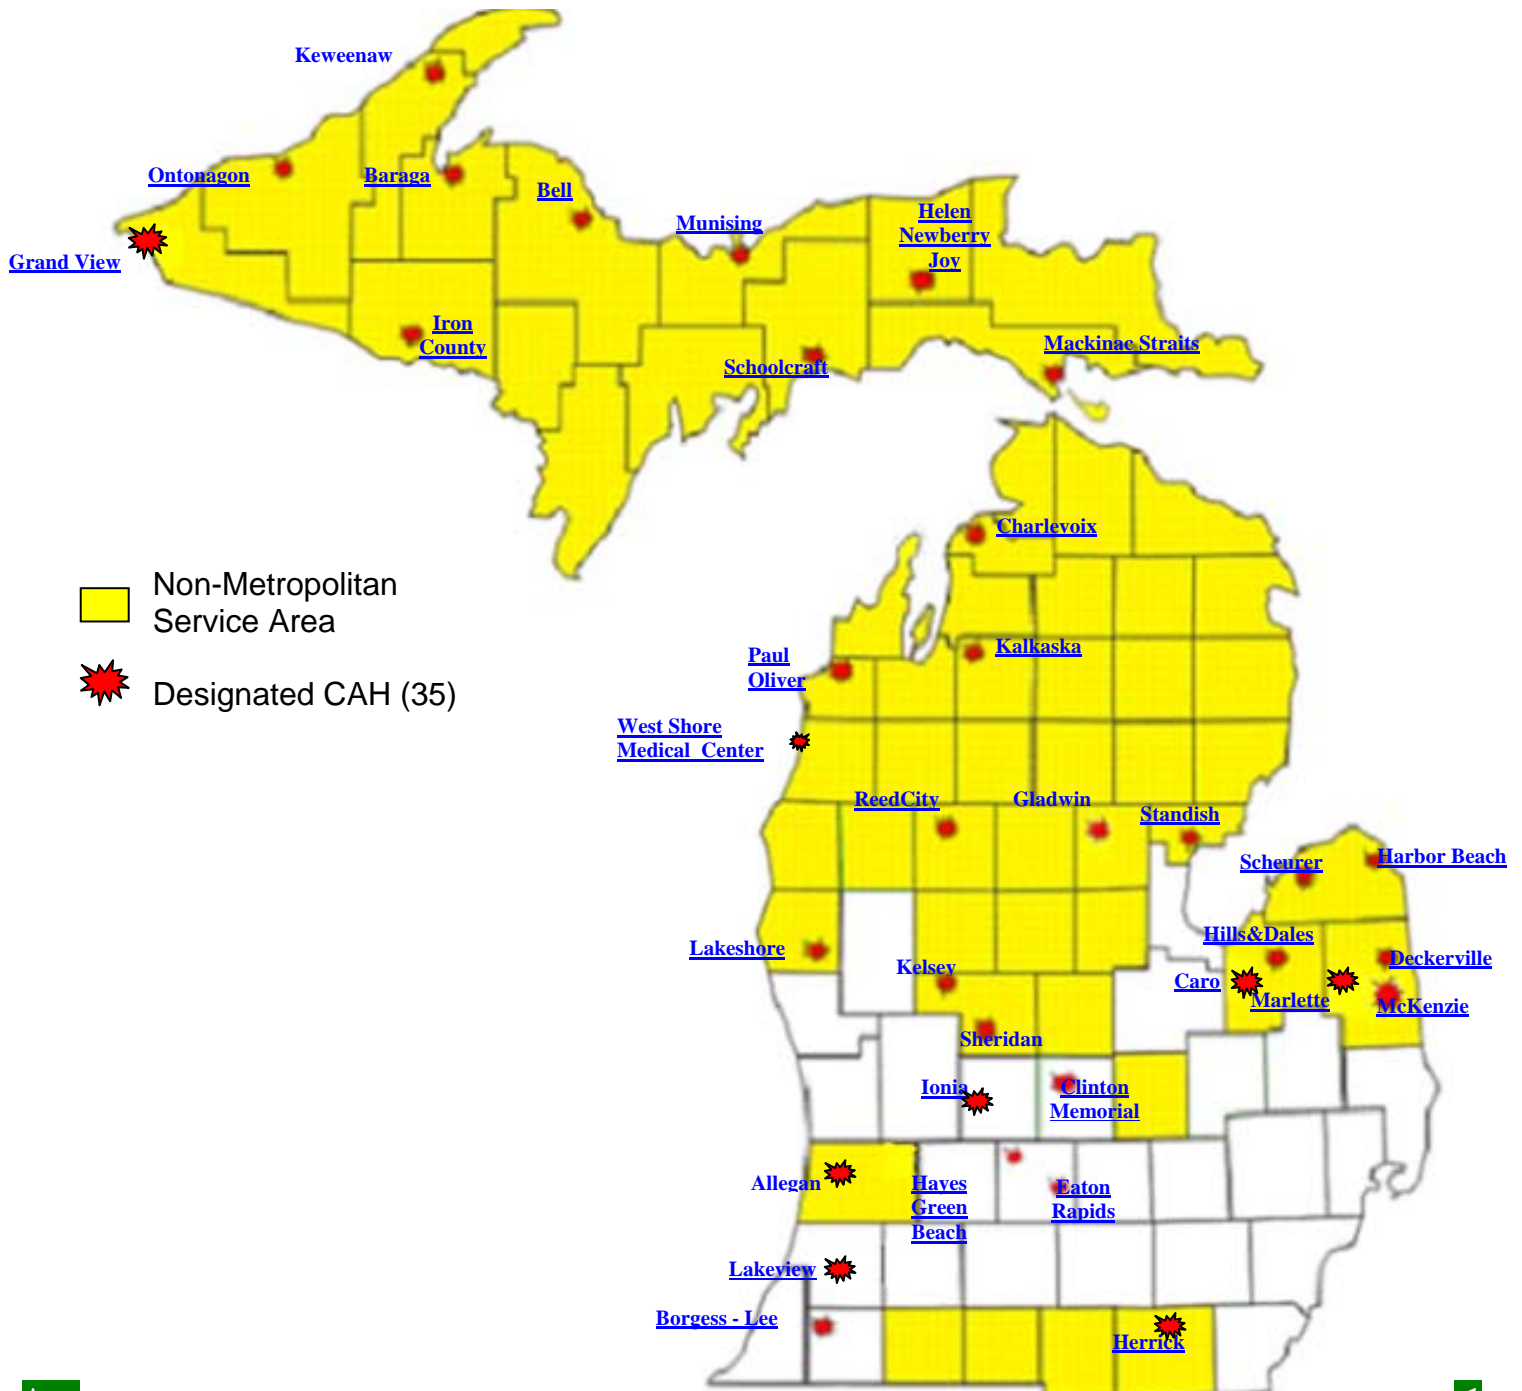 Keweenaw
Ontonagon
Baraga
Bell
Munising
Helen
Newberry
Joy
Grand View
Iron
County
Mackinac Straits
Schoolcraft
Charlevoix
Non-Metropolitan
Service Area
Designated CAH (35)
Kalkaska
Paul
Oliver
West Shore
Medical Center
ReedCity
Gladwin
Standish
Scheurer
Harbor Beach
Lakeshore
Hills&Dales
Kelsey
Deckerville
Caro
Marlette
McKenzie
Sheridan
Ionia
Clinton
Memorial
Allegan
Hayes
Green
Beach
Eaton
Rapids
Lakeview
Borgess - Lee
Herrick